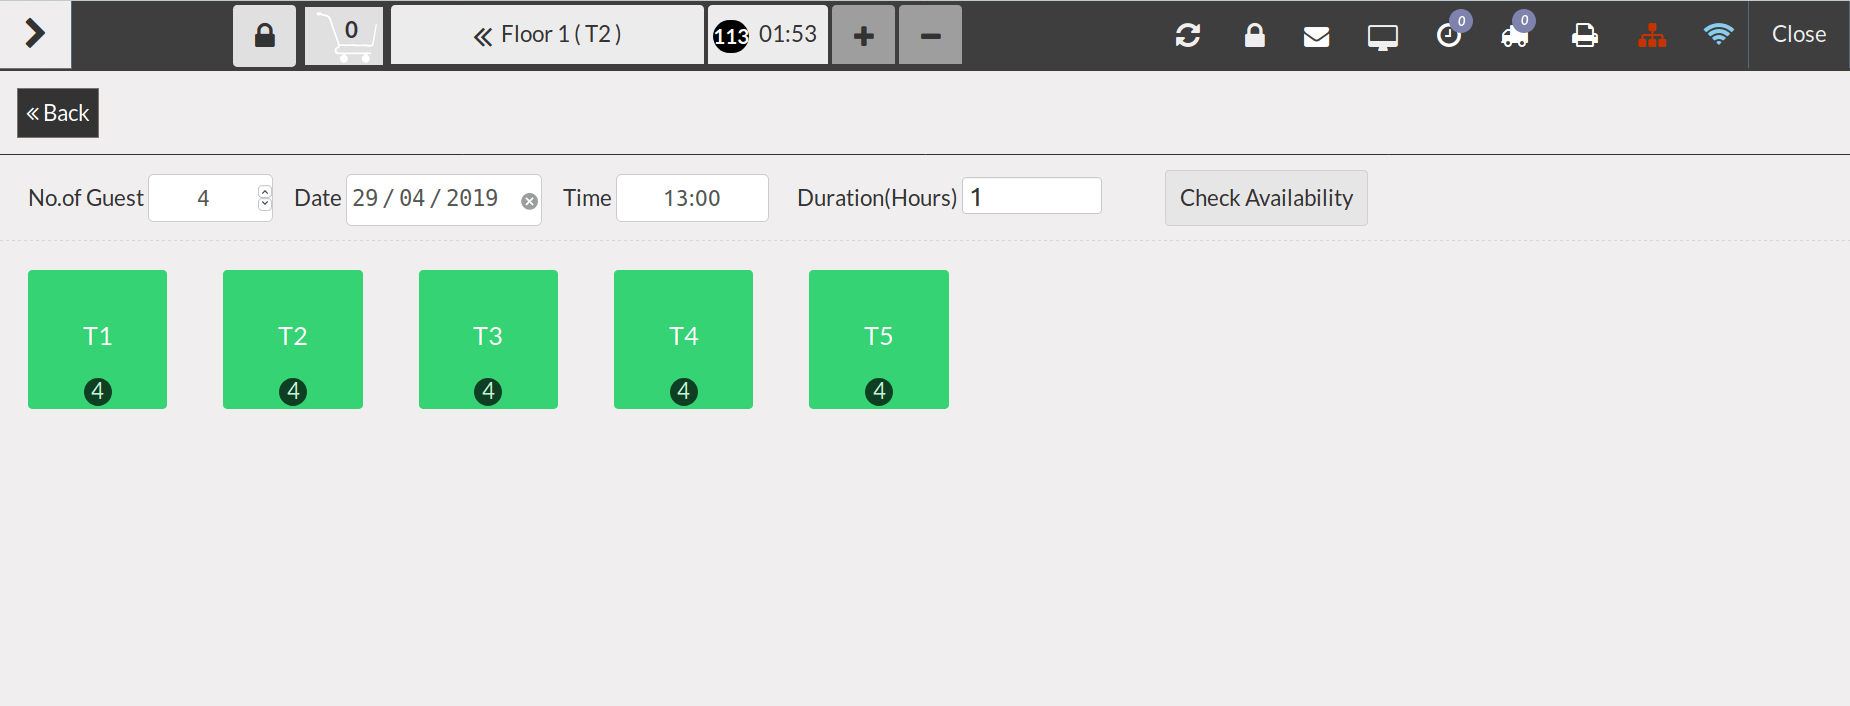 0
Floor 1 ( T2 )
113 01:53
0
0
Close
Back
No.of Guest 4 Date 29 / 04 / 2019 Time 13:00 Duration(Hours) 1 Check Availability
T1 T2 T3 T4 T5
4 4 4 4 4